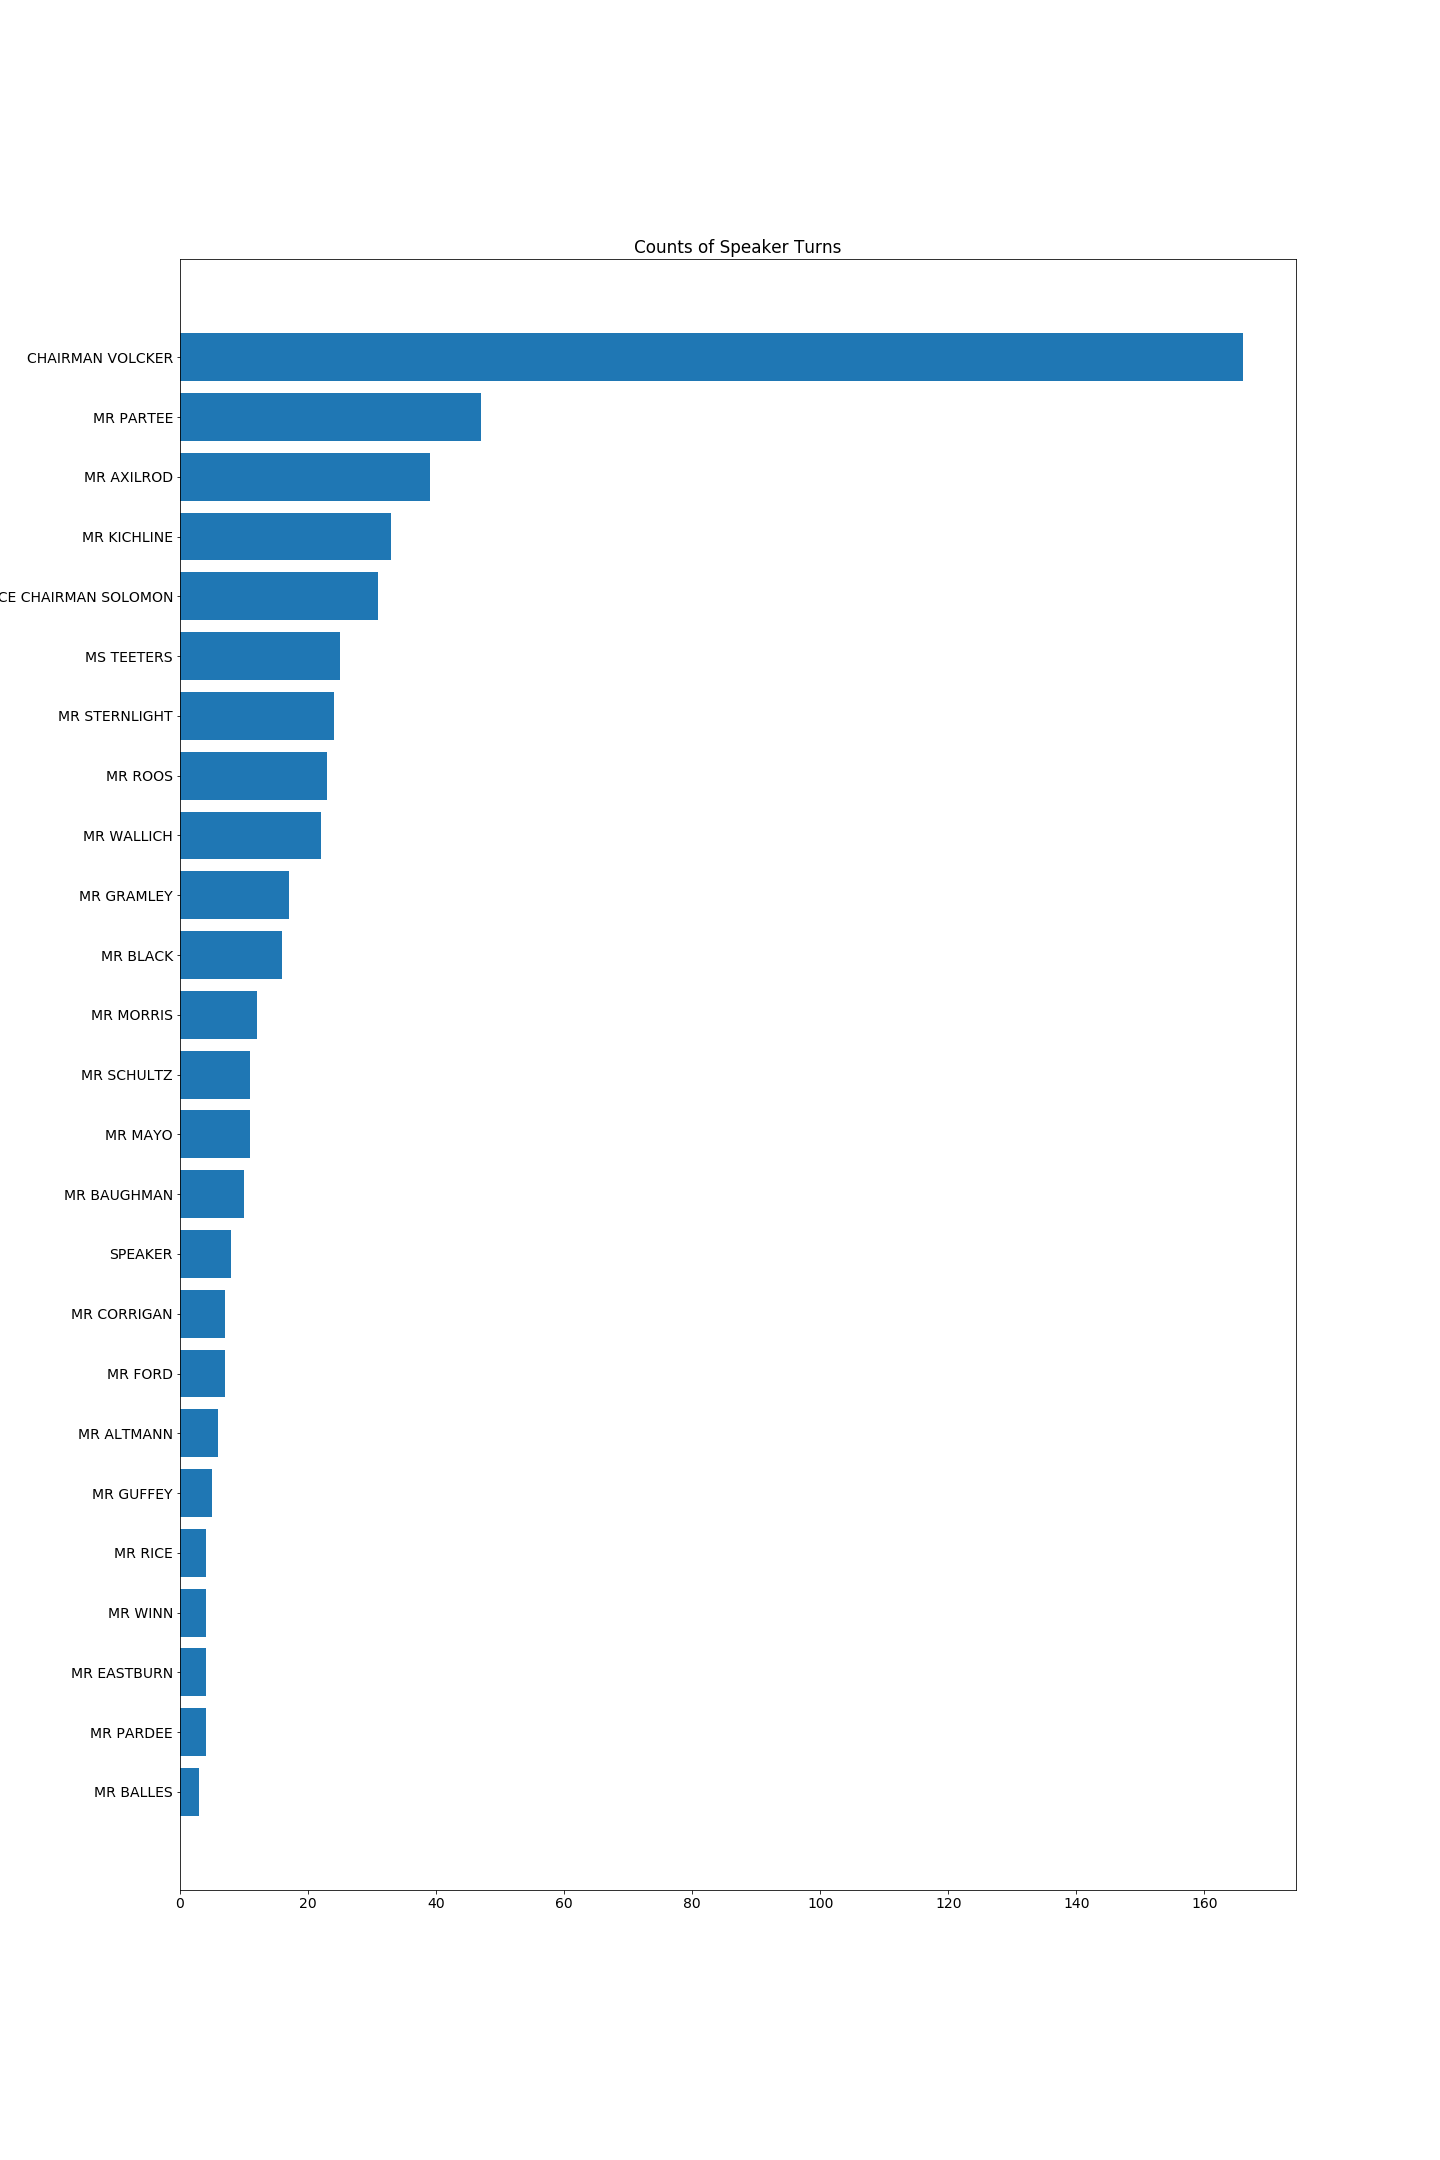 Counts of Speaker Turns
CHAIRMAN VOLCKER
MR PARTEE
MR AXILROD
MR KICHLINE
CE CHAIRMAN SOLOMON
MS TEETERS
MR STERNLIGHT
MR ROOS
MR WALLICH
MR GRAMLEY
MR BLACK
MR MORRIS
MR SCHULTZ
MR MAYO
MR BAUGHMAN
SPEAKER
MR CORRIGAN
MR FORD
MR ALTMANN
MR GUFFEY
MR RICE
MR WINN
MR EASTBURN
MR PARDEE
MR BALLES
0 20 40 60 80 100 120 140 160